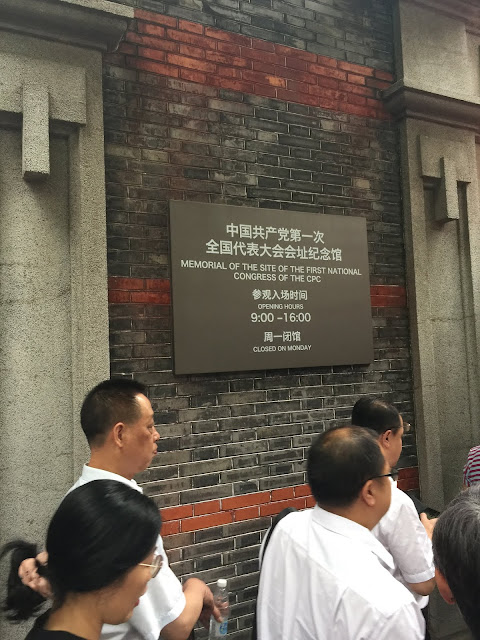 中国共产党第一次
全国代表大会会址纪念馆
MEMORIAL OF THE SITE OF THE FIRST NATIONAL
CONGRESS OF THE CPC
参观入场时间
OPENING HOURS
9:00 -16:00
周一闭馆
CLOSED ON MONDAY